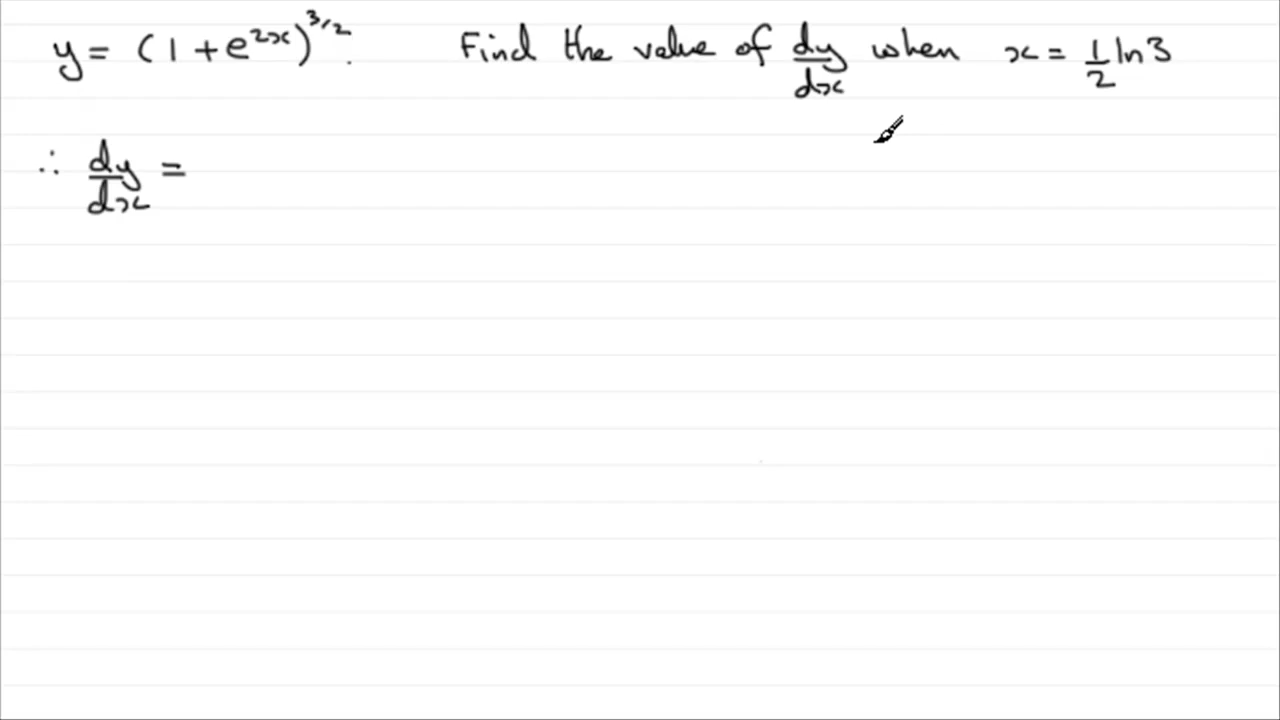 y = (1 + e^{2x})^{3/2}. Find the value of dy/dx when x = 1/2 ln3
∴ dy/dx =